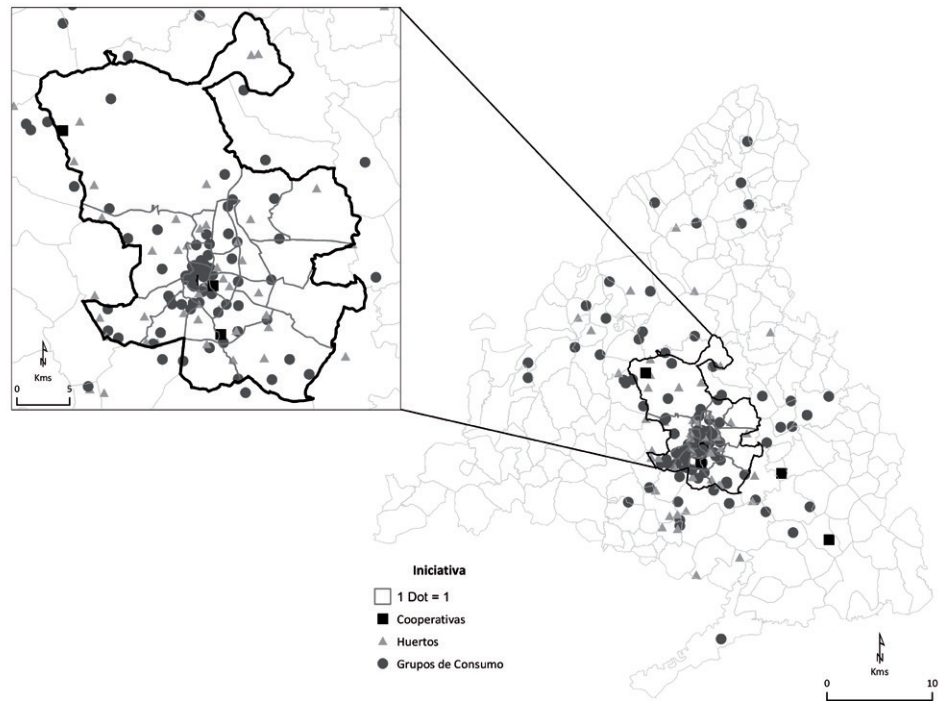 N
Kms
0 5
Iniciativa
1 Dot = 1
Cooperativas
Huertos
Grupos de Consumo
N
Kms
0 10